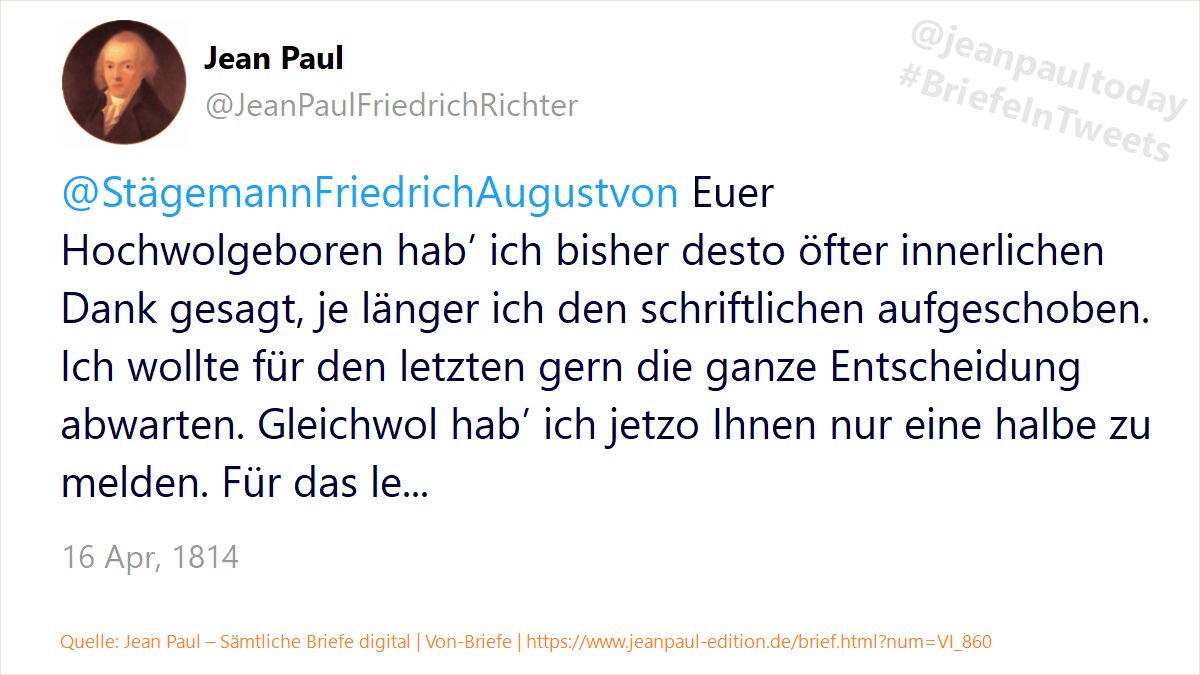 Jean Paul
@JeanPaulFriedrichRichter
@jeanpaultoday
#BriefeInTweets
@StägemannFriedrichAugustvon Euer
Hochwolgeboren hab’ ich bisher desto öfter innerlichen
Dank gesagt, je länger ich den schriftlichen aufgeschoben.
Ich wollte für den letzten gern die ganze Entscheidung
abwarten. Gleichwol hab’ ich jetzo Ihnen nur eine halbe zu
melden. Für das le...
16 Apr, 1814
Quelle: Jean Paul – Sämtliche Briefe digital | Von-Briefe | https://www.jeanpaul-edition.de/brief.html?num=VI_860